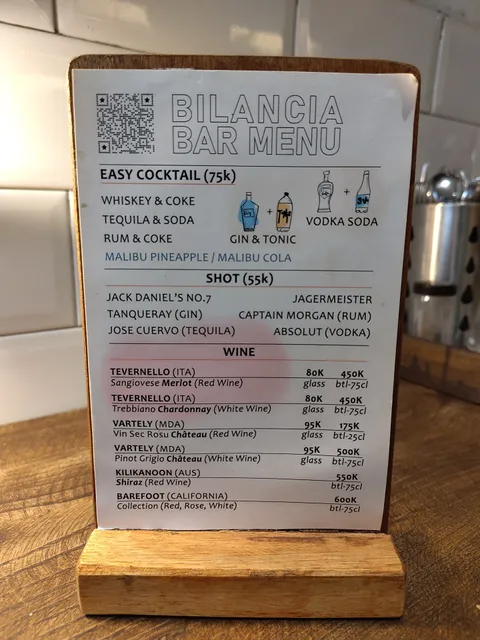 BILANCIA
BAR MENU
EASY COCKTAIL (75k)
WHISKEY & COKE
TEQUILA & SODA
RUM & COKE
GIN & TONIC
VODKA SODA
MALIBU PINEAPPLE / MALIBU COLA
SHOT (55k)
JACK DANIEL'S NO.7 JAGERMEISTER
TANQUERAY (GIN) CAPTAIN MORGAN (RUM)
JOSE CUERVO (TEQUILA) ABSOLUT (VODKA)
WINE
TEVERNELLO (ITA) 80K 450K
Sangiovese Merlot (Red Wine) glass btl-75cl
TEVERNELLO (ITA) 80K 450K
Trebbiano Chardonnay (White Wine) glass btl-75cl
VARTELY (MDA) 95K 175K
Vin Sec Rosu Château (Red Wine) glass btl-25cl
VARTELY (MDA) 95K 500K
Pinot Grigio Château (White Wine) glass btl-75cl
KILIKANOON (AUS) 550K
Shiraz (Red Wine) btl-75cl
BAREFOOT (CALIFORNIA) 600K
Collection (Red, Rose, White) btl-75cl